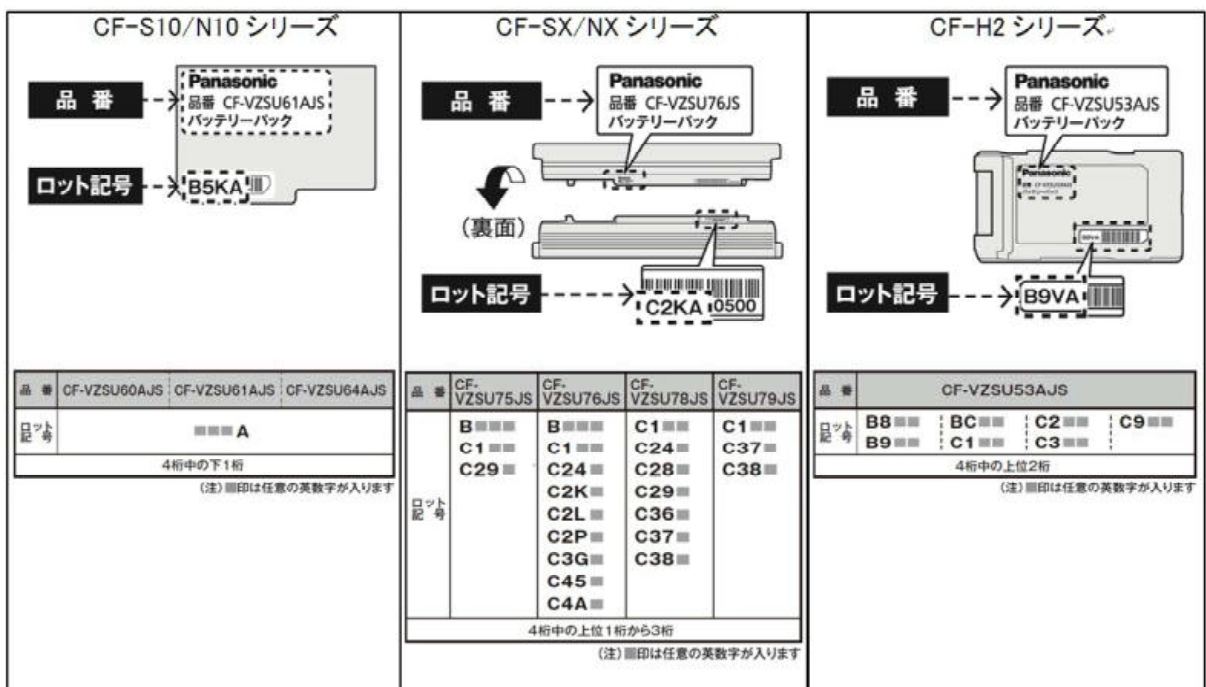 CF-S10/N10 シリーズ
品 番
Panasonic
品番 CF-VZSU61AJS
バッテリーパック
ロット記号
B5KA
品 番
CF-VZSU60AJS
CF-VZSU61AJS
CF-VZSU64AJS
ロット
記 号
■■■ A
4桁中の下1桁
(注)■印は任意の英数字が入ります
CF-SX/NX シリーズ
品 番
Panasonic
品番 CF-VZSU76JS
バッテリーパック
(裏面)
ロット記号
C2KA
0500
品 番
CF-
VZSU75JS
CF-
VZSU76JS
CF-
VZSU78JS
CF-
VZSU79JS
ロット
記 号
B■■■
C1■■
C29■
B■■■
C1■■
C24■
C2K■
C2L■
C2P■
C3G■
C45■
C4A■
C1■■
C24■
C28■
C29■
C36■
C37■
C38■
C1■■
C37■
C38■
4桁中の上位1桁から3桁
(注)■印は任意の英数字が入ります
CF-H2 シリーズ
品 番
Panasonic
品番 CF-VZSU53AJS
バッテリーパック
Panasonic
ロット記号
B9VA
品 番
CF-VZSU53AJS
ロット
記 号
B8■■ BC■■ C2■■ C9■■
B9■■ C1■■ C3■■
4桁中の上位2桁
(注)■印は任意の英数字が入ります